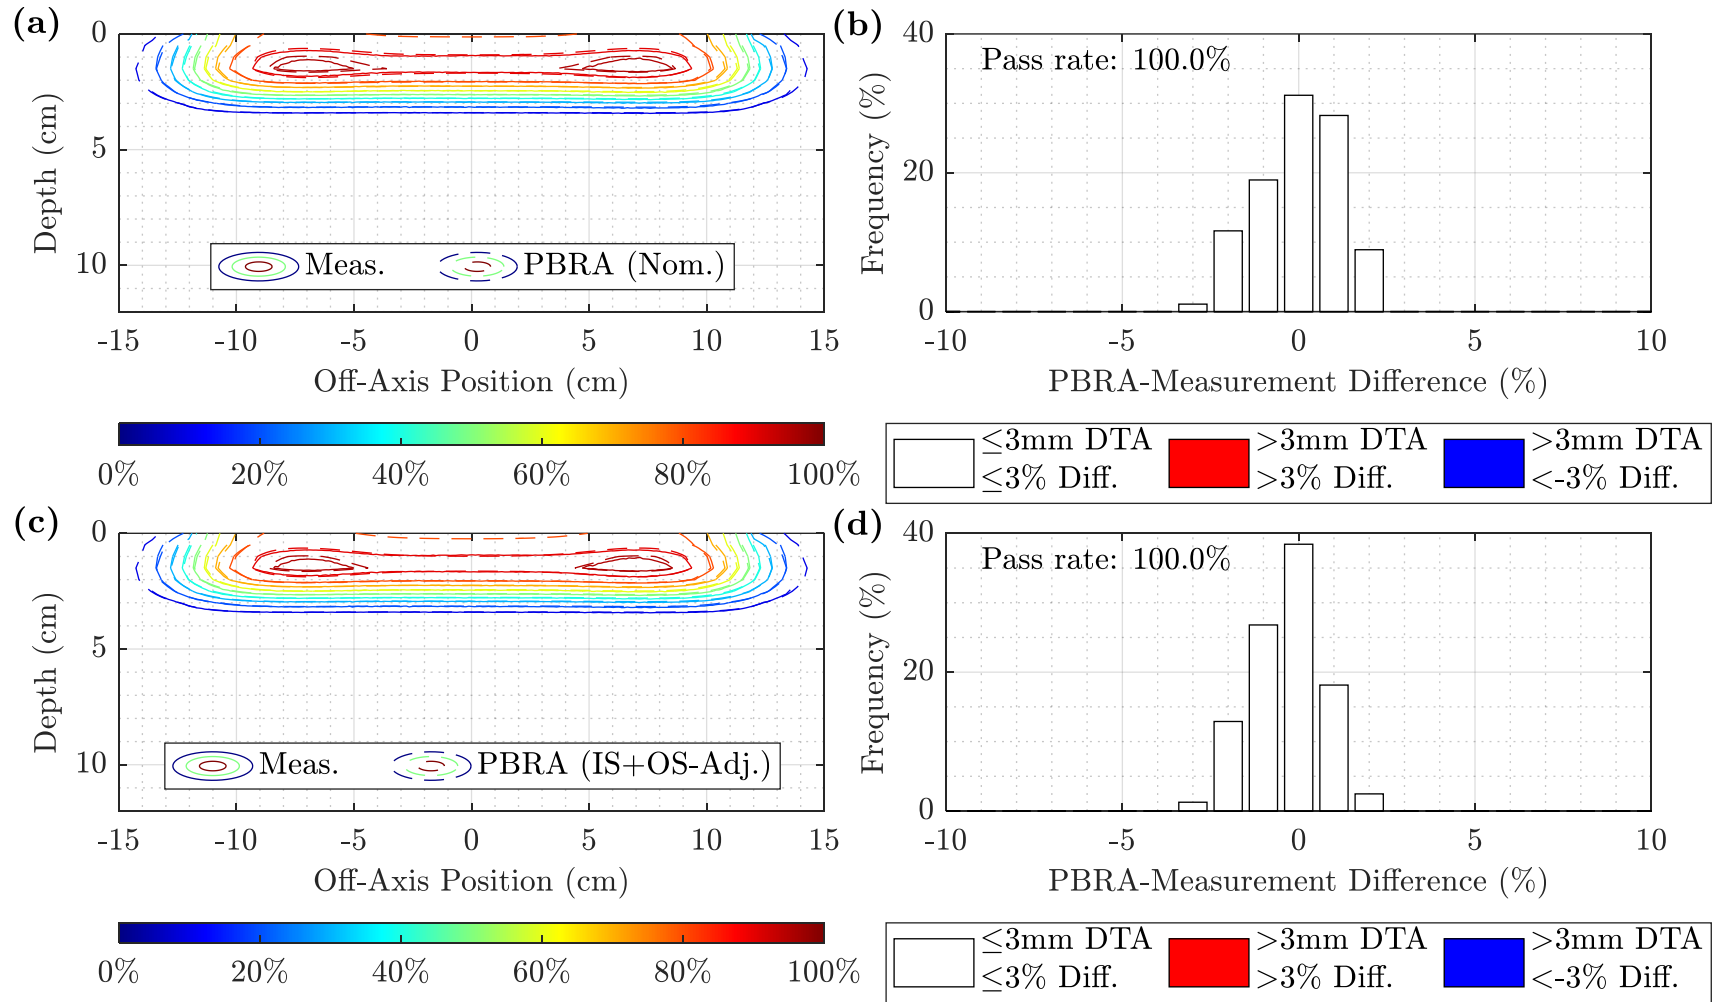 (a)
0
5
10
Depth (cm)
Meas.
PBRA (Nom.)
-15 -10 -5 0 5 10 15
Off-Axis Position (cm)
0% 20% 40% 60% 80% 100%
(b)
40
20
0
Frequency (%)
Pass rate: 100.0%
-10 -5 0 5 10
PBRA-Measurement Difference (%)
≤3mm DTA
≤3% Diff.
>3mm DTA
>3% Diff.
>3mm DTA
<-3% Diff.
(c)
0
5
10
Depth (cm)
Meas.
PBRA (IS+OS-Adj.)
-15 -10 -5 0 5 10 15
Off-Axis Position (cm)
0% 20% 40% 60% 80% 100%
(d)
40
20
0
Frequency (%)
Pass rate: 100.0%
-10 -5 0 5 10
PBRA-Measurement Difference (%)
≤3mm DTA
≤3% Diff.
>3mm DTA
>3% Diff.
>3mm DTA
<-3% Diff.